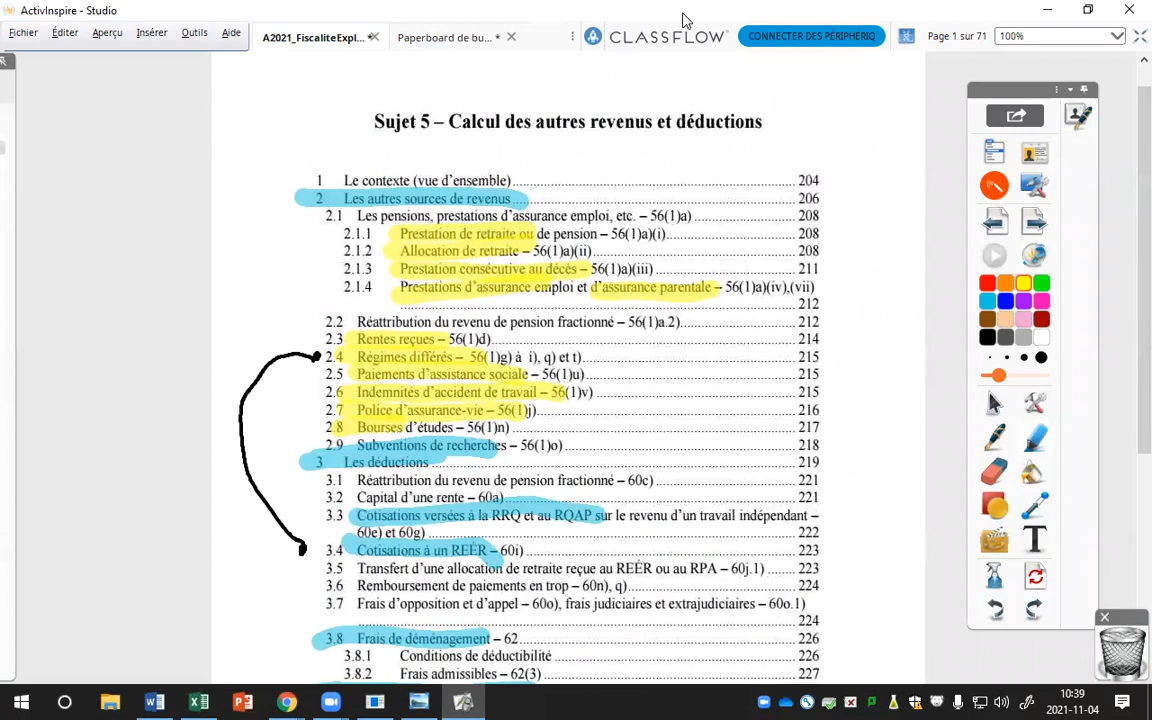 ActivInspire - Studio
Fichier Éditer Aperçu Insérer Outils Aide
A2021_FiscaliteExpl... *
Paperboard de bu... *
CLASSFLOW
CONNECTER DES PÉRIPHÉRIQ
Page 1 sur 71
100%
Sujet 5 – Calcul des autres revenus et déductions
1 Le contexte (vue d'ensemble) 204
2 Les autres sources de revenus 206
2.1 Les pensions, prestations d'assurance emploi, etc. – 56(1)a) 208
2.1.1 Prestation de retraite ou de pension – 56(1)a)(i) 208
2.1.2 Allocation de retraite – 56(1)a)(ii) 208
2.1.3 Prestation consécutive au décès – 56(1)a)(iii) 211
2.1.4 Prestations d'assurance emploi et d'assurance parentale – 56(1)a)(iv),(vii)
212
2.2 Réattribution du revenu de pension fractionné – 56(1)a.2) 212
2.3 Rentes reçues – 56(1)d) 214
2.4 Régimes différés – 56(1)g) à i), q) et t) 215
2.5 Paiements d'assistance sociale – 56(1)u) 215
2.6 Indemnités d'accident de travail – 56(1)v) 215
2.7 Police d'assurance-vie – 56(1)j) 216
2.8 Bourses d'études – 56(1)n) 217
2.9 Subventions de recherches – 56(1)o) 218
3 Les déductions 219
3.1 Réattribution du revenu de pension fractionné – 60c) 221
3.2 Capital d'une rente – 60a) 221
3.3 Cotisations versées à la RRQ et au RQAP sur le revenu d'un travail indépendant –
60e) et 60g) 222
3.4 Cotisations à un REÉR – 60i) 223
3.5 Transfert d'une allocation de retraite reçue au REÉR ou au RPA – 60j.1) 223
3.6 Remboursement de paiements en trop – 60n), q) 224
3.7 Frais d'opposition et d'appel – 60o), frais judiciaires et extrajudiciaires – 60o.1)
224
3.8 Frais de déménagement – 62 226
3.8.1 Conditions de déductibilité 226
3.8.2 Frais admissibles – 62(3) 227
10:39
2021-11-04